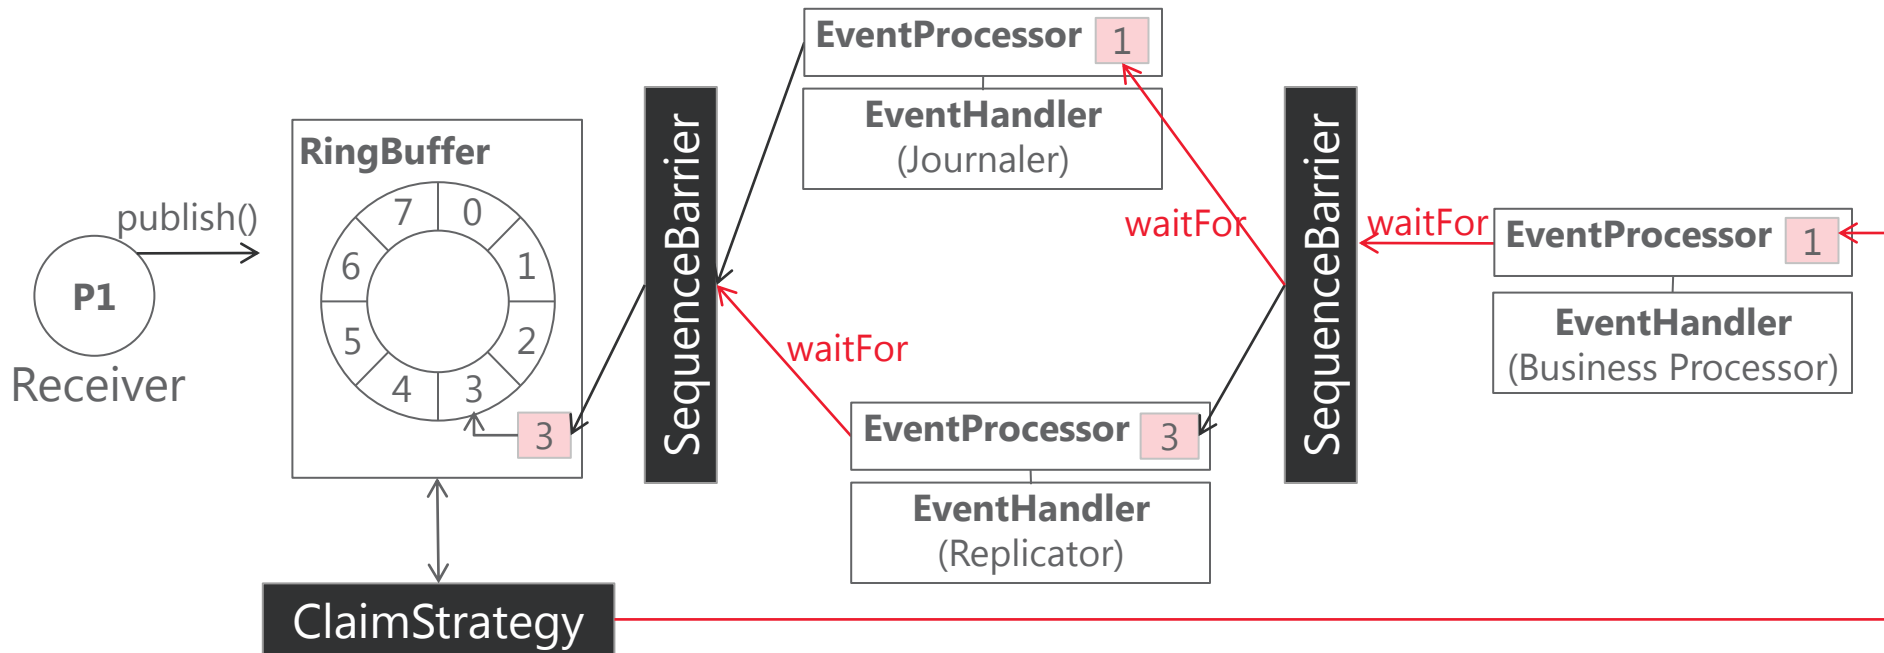 P1
Receiver
publish()
RingBuffer
7
0
6
1
5
2
4
3
3
ClaimStrategy
SequenceBarrier
EventProcessor 1
EventHandler
(Journaler)
waitFor
EventProcessor 3
EventHandler
(Replicator)
waitFor
SequenceBarrier
waitFor
EventProcessor 1
EventHandler
(Business Processor)